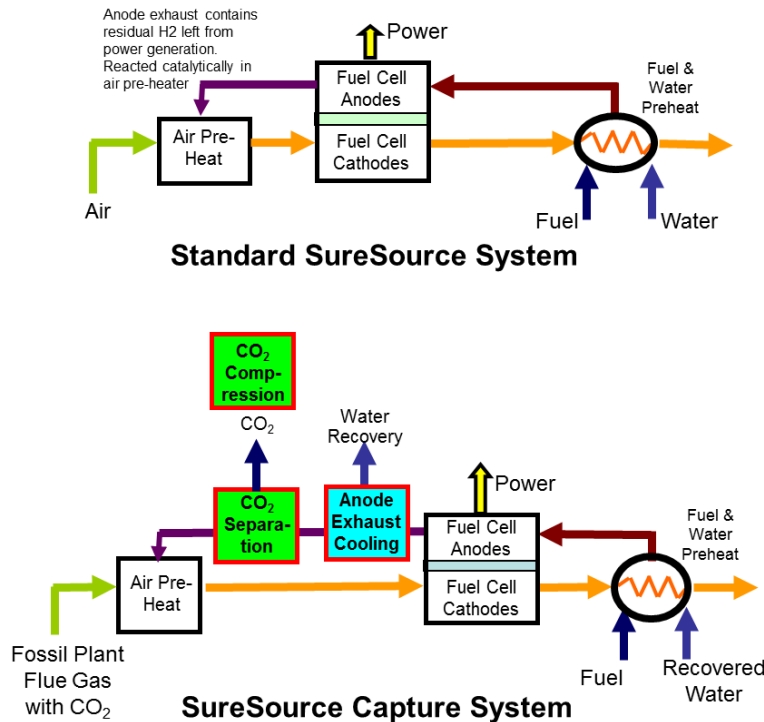 Anode exhaust contains
residual H2 left from
power generation.
Reacted catalytically in
air pre-heater
Power
Fuel Cell
Anodes
Fuel Cell
Cathodes
Air Pre-
Heat
Fuel &
Water
Preheat
Air
Fuel
Water
Standard SureSource System
CO₂
Comp-
ression
CO₂
Water
Recovery
CO₂
Separa-
tion
Anode
Exhaust
Cooling
Power
Fuel Cell
Anodes
Fuel Cell
Cathodes
Fuel &
Water
Preheat
Air Pre-
Heat
Fossil Plant
Flue Gas
with CO₂
Fuel
Recovered
Water
SureSource Capture System